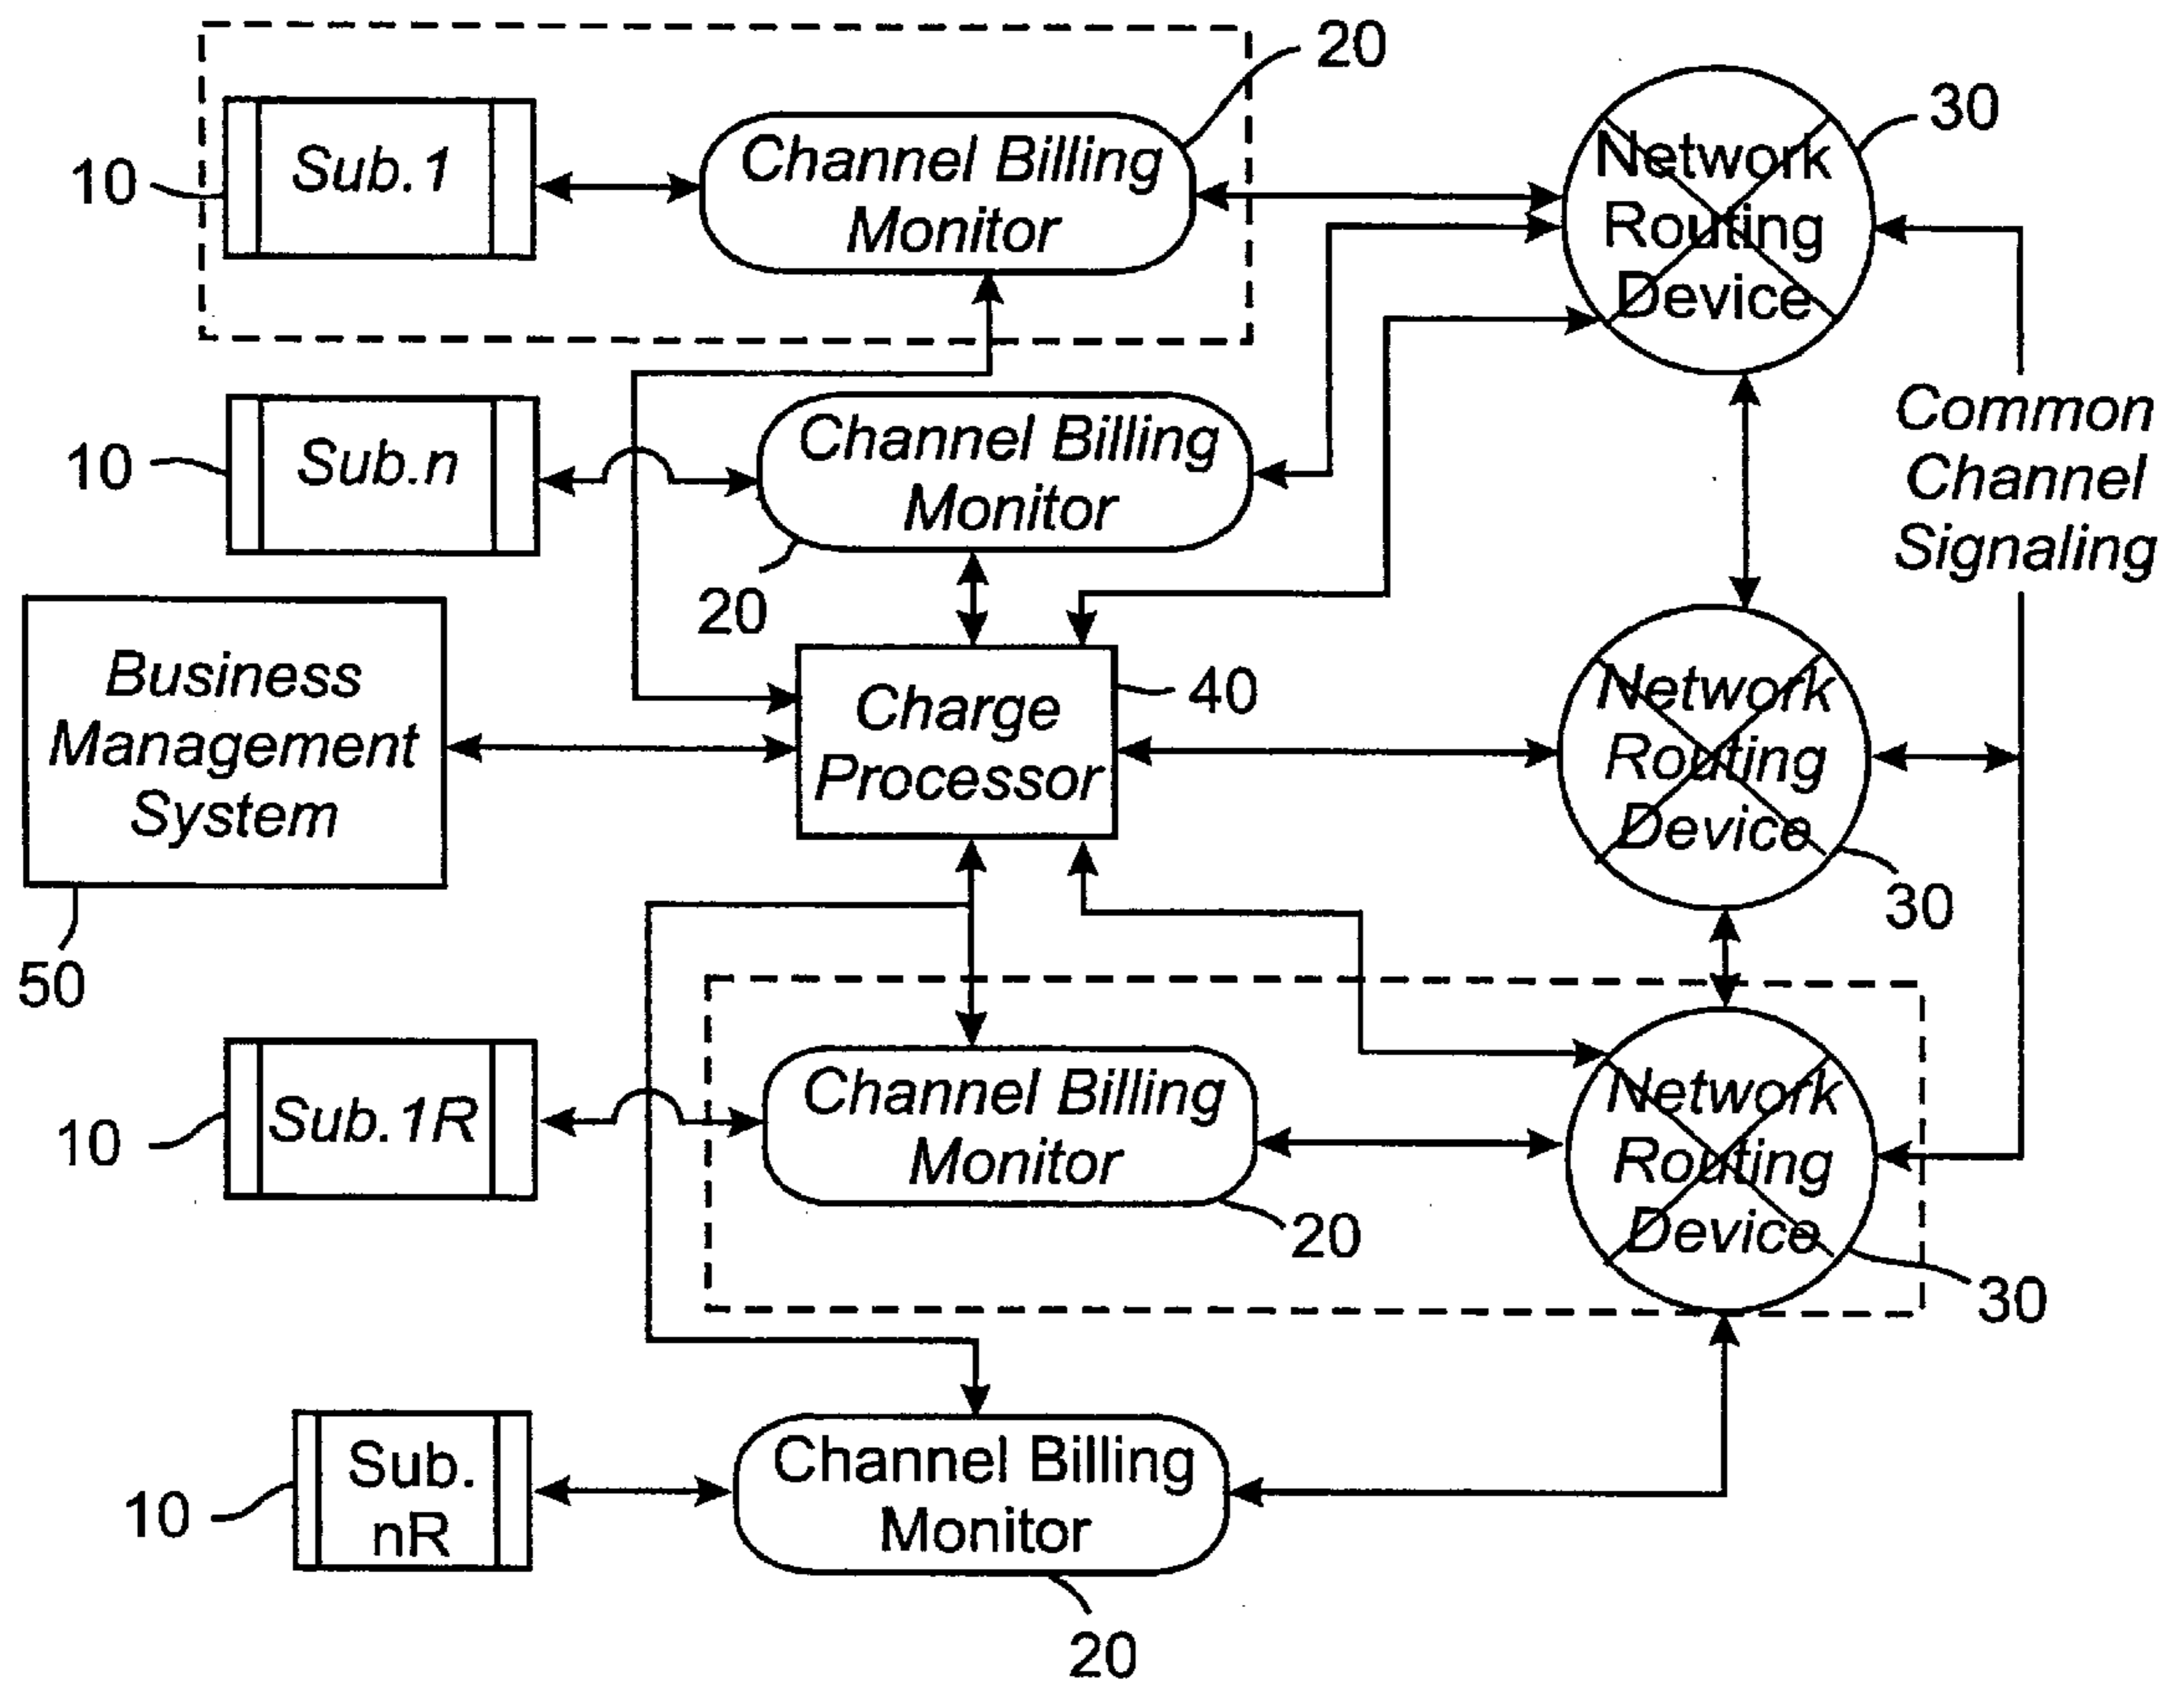 20
Sub.1
Channel Billing
Monitor
10
Network
Routing
Device
30
Sub.n
10
Channel Billing
Monitor
20
Common
Channel
Signaling
Business
Management
System
50
Charge
Processor
40
Network
Routing
Device
30
Sub.1R
10
Channel Billing
Monitor
20
Network
Routing
Device
30
Sub.
nR
10
Channel Billing
Monitor
20